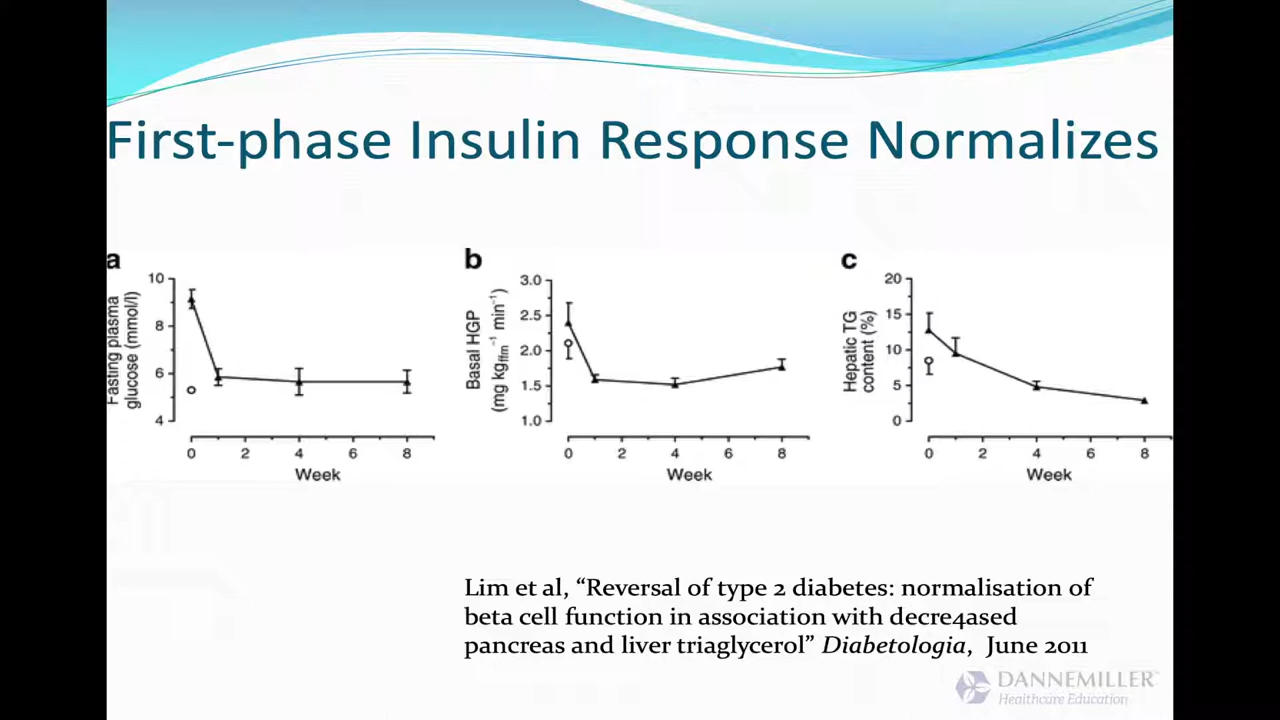 First-phase Insulin Response Normalizes
a
Fasting plasma
glucose (mmol/l)
10
8
6
4
0 2 4 6 8
Week
b
Basal HGP
(mg kgffm⁻¹ min⁻¹)
3.0
2.5
2.0
1.5
1.0
0 2 4 6 8
Week
c
Hepatic TG
content (%)
20
15
10
5
0
0 2 4 6 8
Week
Lim et al, “Reversal of type 2 diabetes: normalisation of
beta cell function in association with decre4ased
pancreas and liver triaglycerol” Diabetologia, June 2011
DANNEMILLER™
Healthcare Education